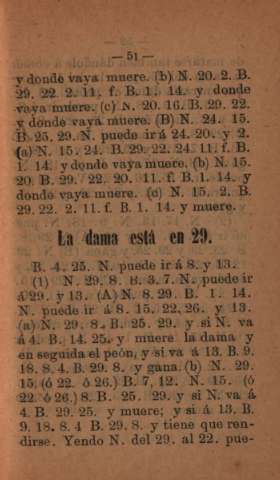 — 51 —
y donde vaya muere. (b) N. 20. 2. B.
29. 22. 2. 11. f. B. 1. 14. y donde
vaya muere. (c) N. 20. 16. B. 29. 22.
y donde vaya muere. (B) N. 24. 15.
B. 25. 29. N. puede ir á 24. 20. y 2.
(a) N. 15. 24. B. 29. 22. 24. 11. f. B.
1. 14. y donde vaya muere. (b) N. 15.
20. B. 29. 22. 20. 11. f. B. 1. 14. y
donde vaya muere. (c) N. 15. 2. B.
29. 22. 2. 11. f. B. 1. 14. y muere.
La dama está en 29.
B. 4. 25. N. puede ir á 8. y 13.
(1) N. 29. 8. B. 3. 7. N. puede ir
á 29. y 13. (A) N. 8. 29. B. 1. 14.
N. puede ir á 8. 15. 22. 26. y 13.
(a) N. 29. 8. B. 25. 29. y si N. va
á 4. B. 14. 25. y muere la dama y
en seguida el peón, y si va á 13. B. 9.
18. 8. 4. B. 29. 8. y gana. (b) N. 29.
15. (ó 22. ó 26.) B. 7, 12. N. 15. (ó
22. ó 26.) 8. B. 25. 29. y si N. va á
4. B. 29. 25. y muere; y si á 13. B.
9. 18. 8. 4 B. 29. 8. y tiene que ren-
dirse. Yendo N. del 29. al 22. pue-